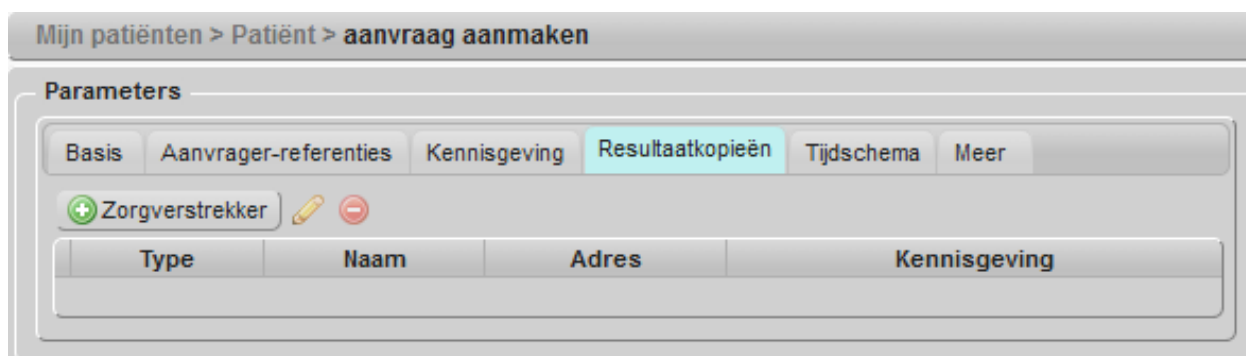 Mijn patiënten > Patiënt > aanvraag aanmaken
Parameters
Basis Aanvrager-referenties Kennisgeving Resultaatkopieën Tijdschema Meer
Zorgverstrekker
Type Naam Adres Kennisgeving